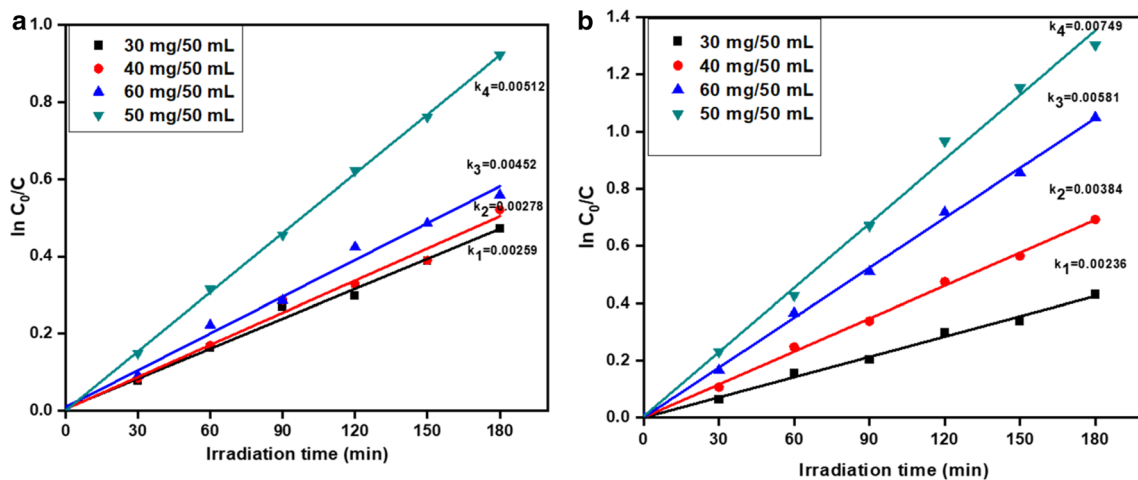 a
30 mg/50 mL
40 mg/50 mL
60 mg/50 mL
50 mg/50 mL
k4=0.00512
k3=0.00452
k2=0.00278
k1=0.00259
1.0
0.8
0.6
0.4
0.2
0.0
ln C0/C
0 30 60 90 120 150 180
Irradiation time (min)
b
30 mg/50 mL
40 mg/50 mL
60 mg/50 mL
50 mg/50 mL
k4=0.00749
k3=0.00581
k2=0.00384
k1=0.00236
1.4
1.2
1.0
0.8
0.6
0.4
0.2
0.0
ln C0/C
0 30 60 90 120 150 180
Irradiation time (min)